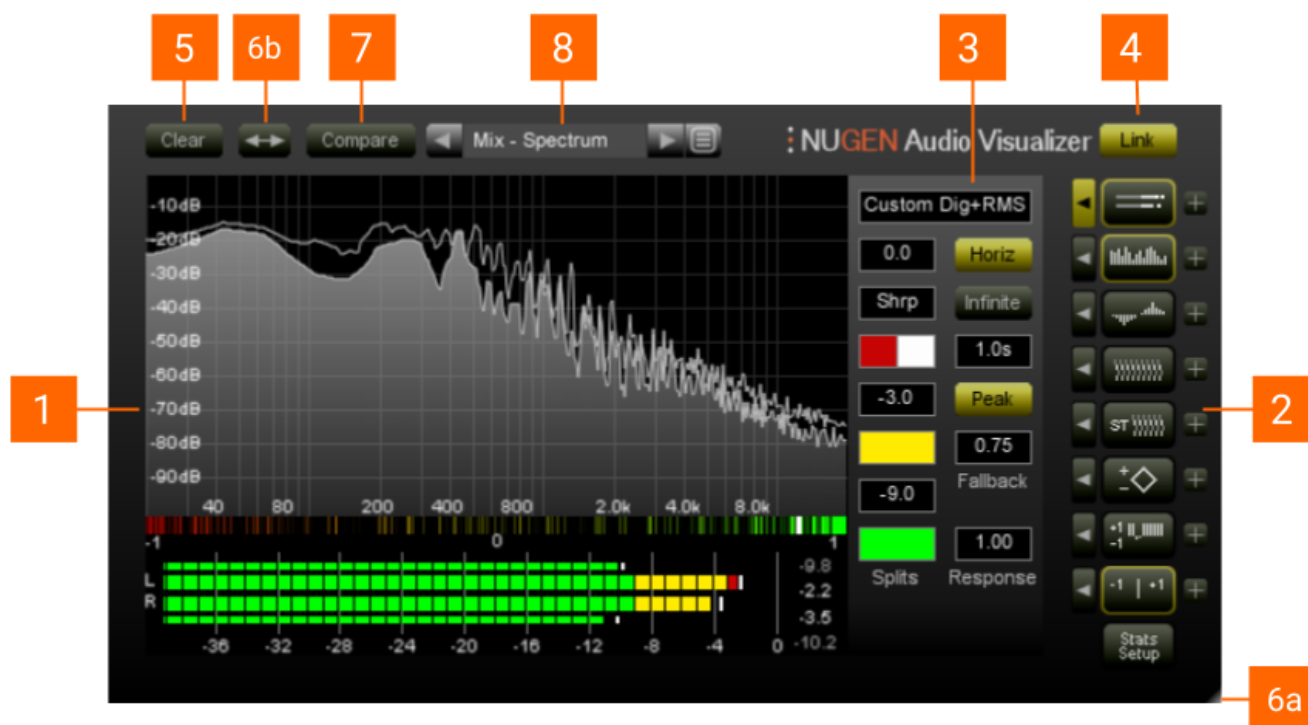 5 6b 7 8 3 4
Clear Compare Mix - Spectrum NUGEN Audio Visualizer Link
-10dB
-20dB
-30dB
-40dB
-50dB
-60dB
-70dB
-80dB
-90dB
40 80 200 400 800 2.0k 4.0k 8.0k
-1 0 1
L
R
-9.8
-2.2
-3.5
-10.2
-36 -32 -28 -24 -20 -16 -12 -8 -4 0
Custom Dig+RMS
0.0 Horiz
Shrp Infinite
1.0s
-3.0 Peak
0.75
-9.0 Fallback
1.00
Splits Response
ST
+ -
+1 -1
-1 | +1
Stats
Setup
1
2
6a